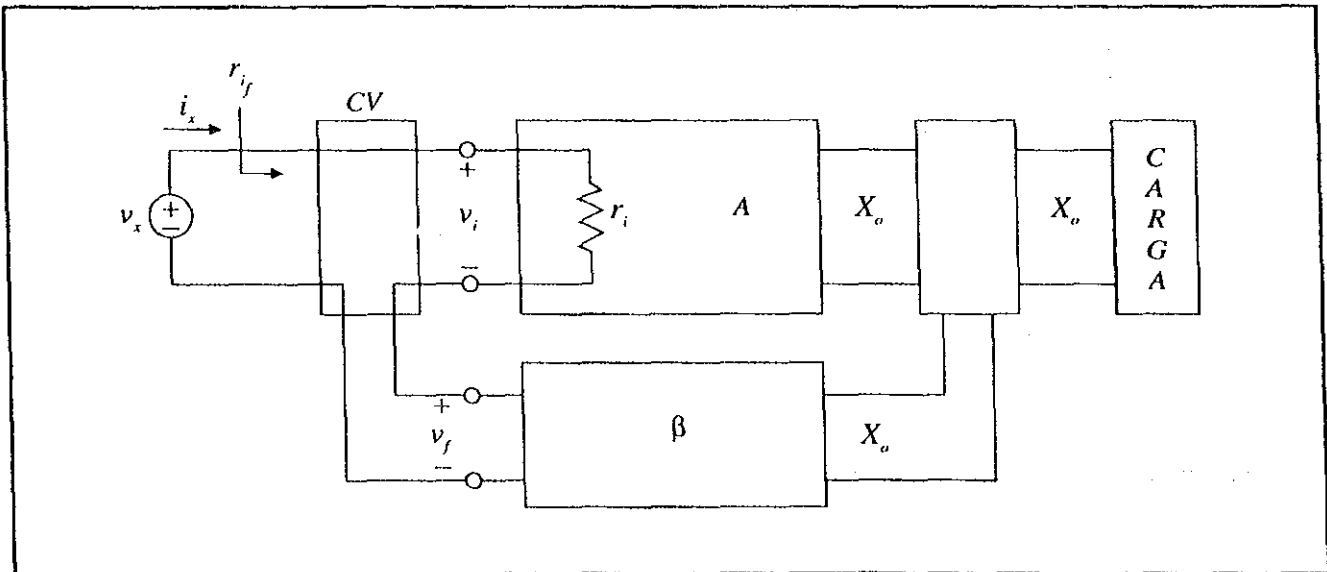 r_{i_f}
i_x
CV
v_x
+
−
+
v_i
−
r_i
A
X_o
X_o
C
A
R
G
A
+
v_f
−
β
X_o